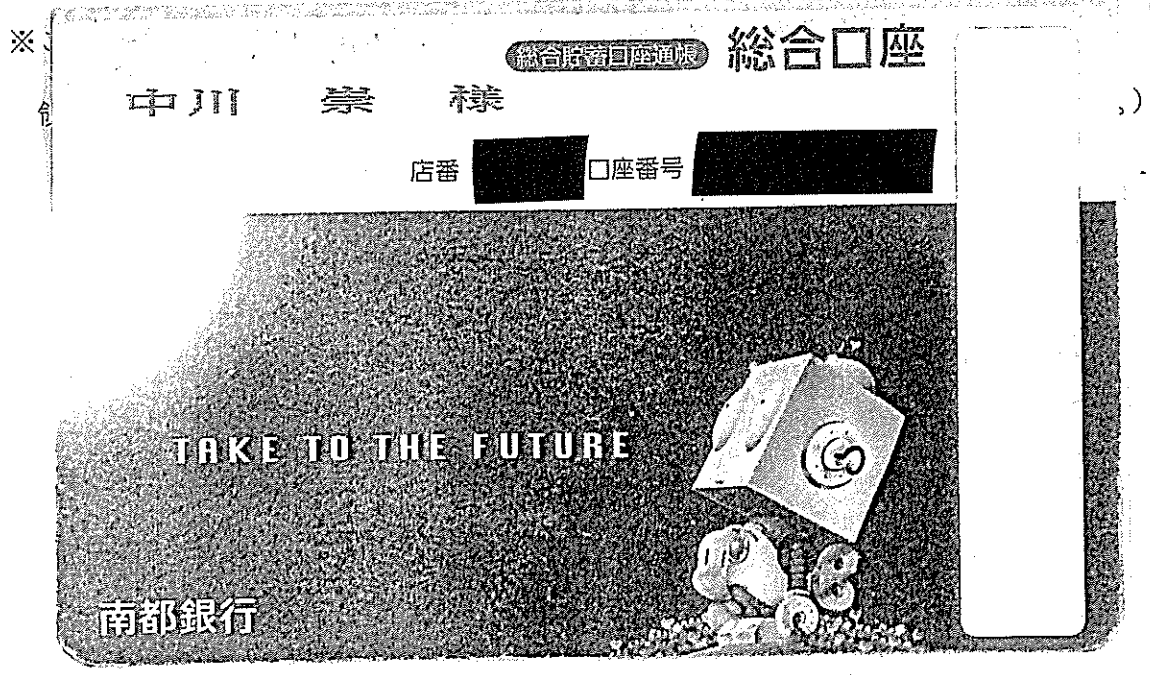 ※
総合貯蓄口座通帳 総合口座
中川 崇 様
。)
店番 口座番号
TAKE TO THE FUTURE
南都銀行